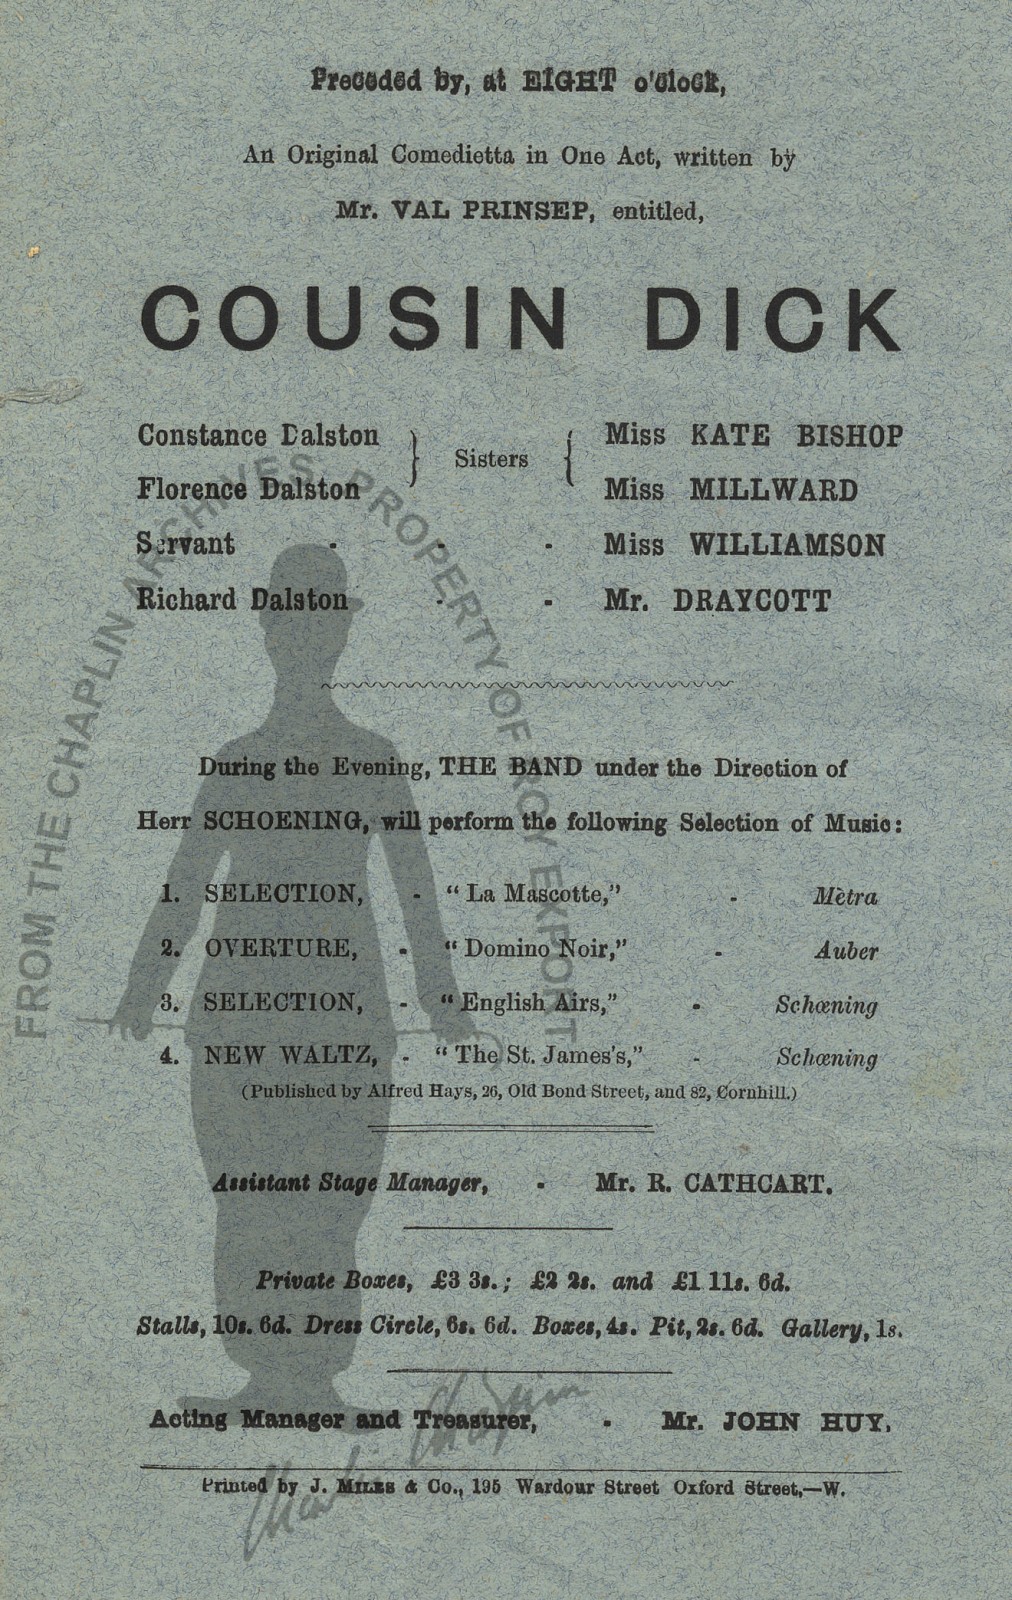 Preceded by, at EIGHT o'clock,
An Original Comedietta in One Act, written by
Mr. VAL PRINSEP, entitled,
COUSIN DICK
Constance Dalston } Sisters { Miss KATE BISHOP
Florence Dalston Miss MILLWARD
Servant - - - Miss WILLIAMSON
Richard Dalston - - Mr. DRAYCOTT
During the Evening, THE BAND under the Direction of
Herr SCHOENING, will perform the following Selection of Music:
1. SELECTION, - "La Mascotte," - Mètra
2. OVERTURE, - "Domino Noir," - Auber
3. SELECTION, - "English Airs," - Schœning
4. NEW WALTZ, - "The St. James's," - Schœning
(Published by Alfred Hays, 26, Old Bond Street, and 82, Cornhill.)
Assistant Stage Manager, - Mr. R. CATHCART.
Private Boxes, £3 3s.; £2 2s. and £1 11s. 6d.
Stalls, 10s. 6d. Dress Circle, 6s. 6d. Boxes, 4s. Pit, 2s. 6d. Gallery, 1s.
Acting Manager and Treasurer, - Mr. JOHN HUY.
Printed by J. MILES & Co., 195 Wardour Street Oxford Street,—W.
FROM THE CHAPLIN ARCHIVES. PROPERTY OF ROY EXPORT
Charlie Chaplin